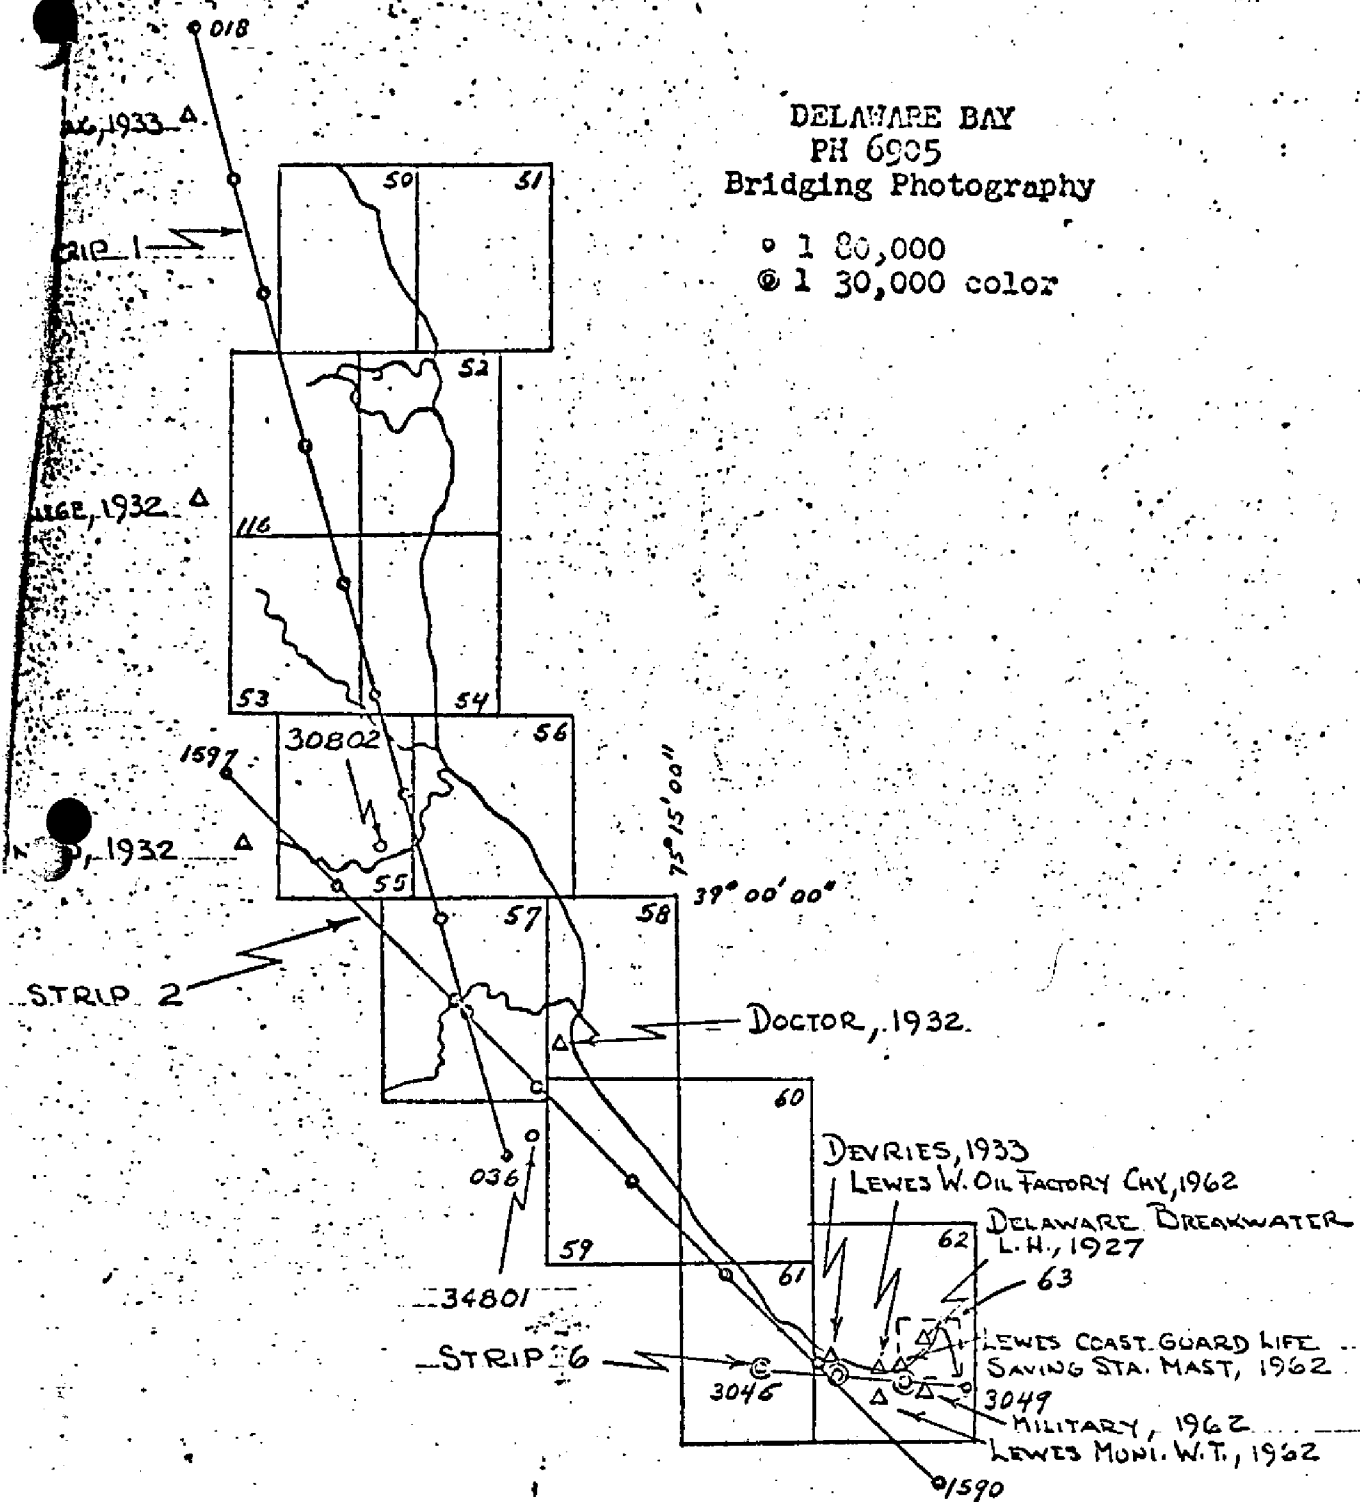 018
1933
DELAWARE BAY
PH 6905
Bridging Photography
1 80,000
1 30,000 color
50
51
1
52
1932
116
53
54
30802
56
1597
75° 15' 00"
1932
55
39° 00' 00"
57
58
STRIP 2
DOCTOR, 1932.
60
036
DEVRIES, 1933
LEWES W. OIL FACTORY CHY, 1962
DELAWARE BREAKWATER
L.H., 1927
62
59
61
63
34801
LEWES COAST GUARD LIFE
SAVING STA. MAST, 1962
STRIP 6
3046
3049
MILITARY, 1962
LEWES MUNI. W.T., 1962
1590